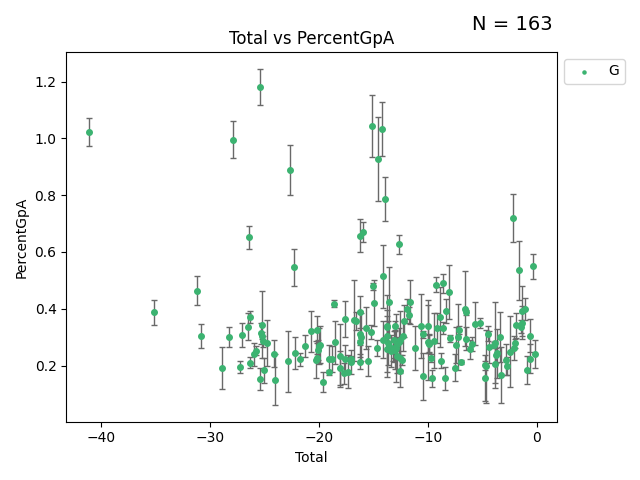 N = 163
Total vs PercentGpA
G
PercentGpA
1.2
1.0
0.8
0.6
0.4
0.2
−40
−30
−20
−10
0
Total